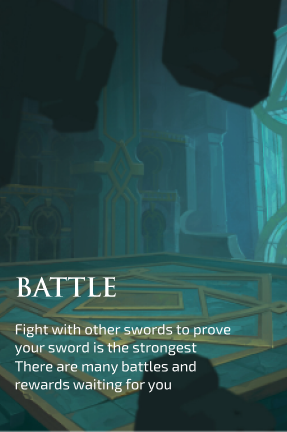 BATTLE
Fight with other swords to prove
your sword is the strongest
There are many battles and
rewards waiting for you